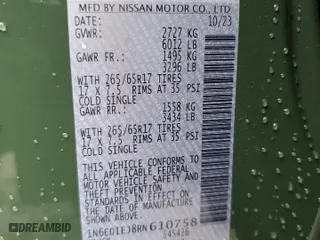 MFD BY NISSAN MOTOR CO., LTD
DATE: 10/23
GVWR: 2727 KG
6012 LB
GAWR FR.: 1495 KG
3296 LB
WITH 265/65R17 TIRES
17 X 7.5 RIMS AT 35 PSI
COLD SINGLE
GAWR RR.: 1558 KG
3434 LB
WITH 265/65R17 TIRES
17 X 7.5 RIMS AT 35 PSI
COLD SINGLE
THIS VEHICLE CONFORMS TO
ALL APPLICABLE FEDERAL
MOTOR VEHICLE SAFETY AND
THEFT PREVENTION
STANDARDS IN EFFECT ON
THE DATE OF MANUFACTURE
SHOWN ABOVE.
1N6ED1EJ8RN610758
545426